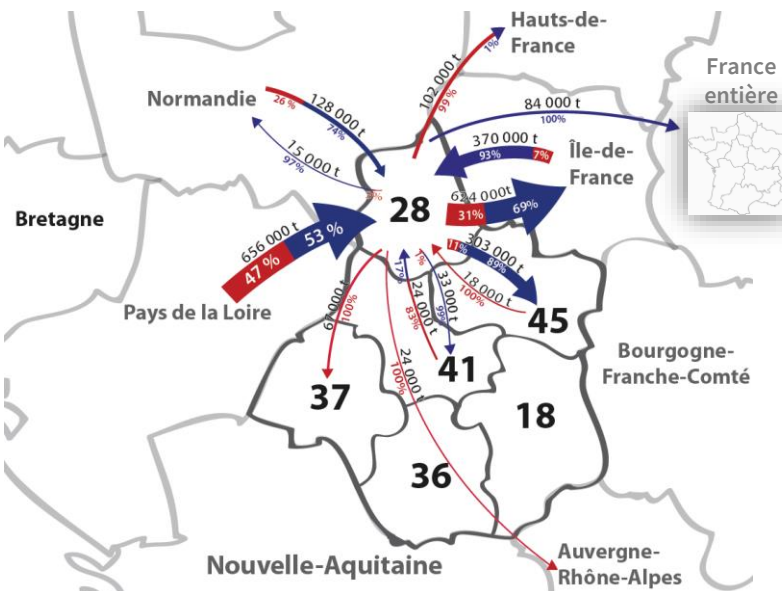 Hauts-de-
France
1%
102 000 t
99 %
France
entière
Normandie
26 %
128 000 t
74%
84 000 t
100%
15 000 t
97%
370 000 t
93%
7%
Île-de-
France
28
31%
69%
Bretagne
656 000 t
47 %
53 %
11%
303 000 t
89%
18 000 t
100%
Pays de la Loire
67 000 t
100%
17%
24 000 t
83%
1%
33 000 t
99%
45
24 000 t
100%
41
Bourgogne-
Franche-Comté
37
18
36
Nouvelle-Aquitaine
Auvergne-
Rhône-Alpes